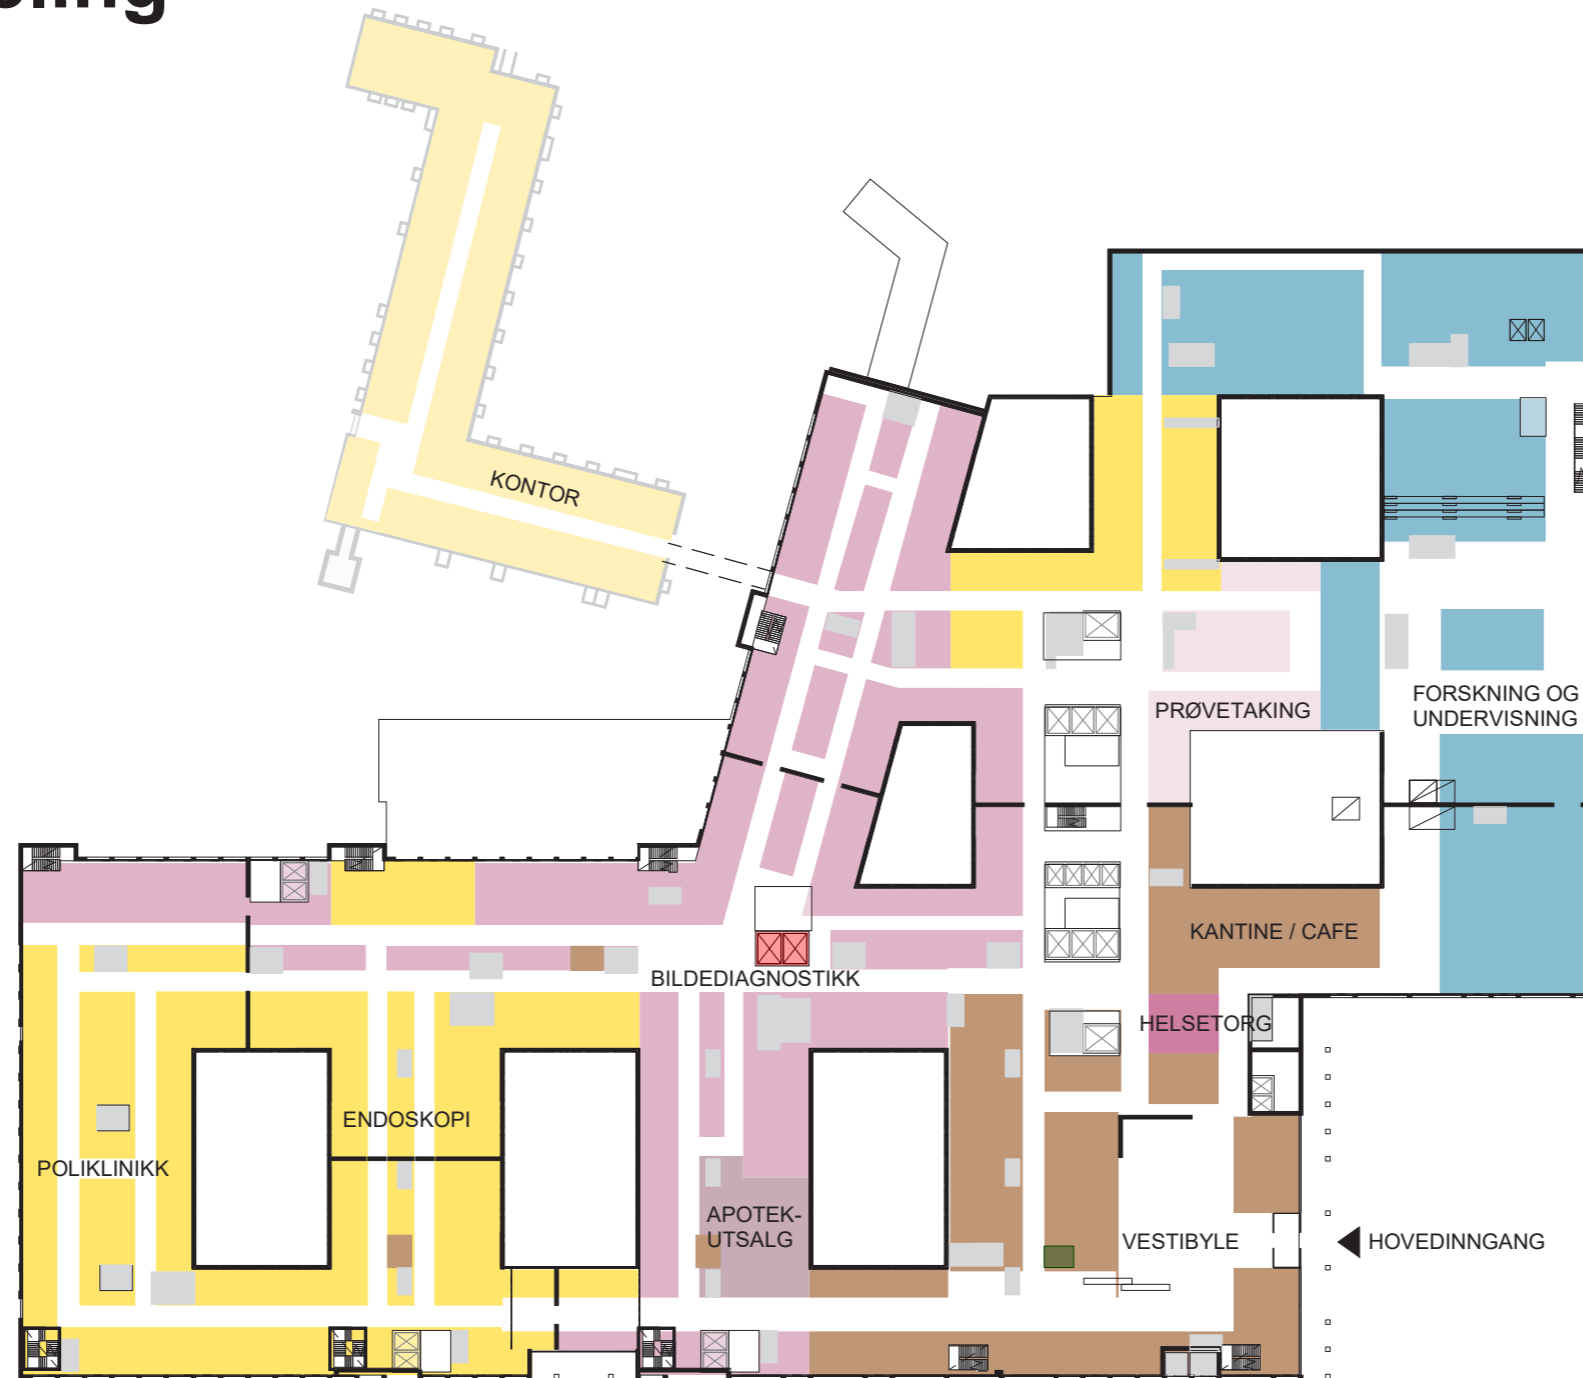 KONTOR
PRØVETAKING
FORSKNING OG
UNDERVISNING
KANTINE / CAFE
BILDEDIAGNOSTIKK
HELSETORG
ENDOSKOPI
POLIKLINIKK
APOTEK-
UTSALG
VESTIBYLE
HOVEDINNGANG